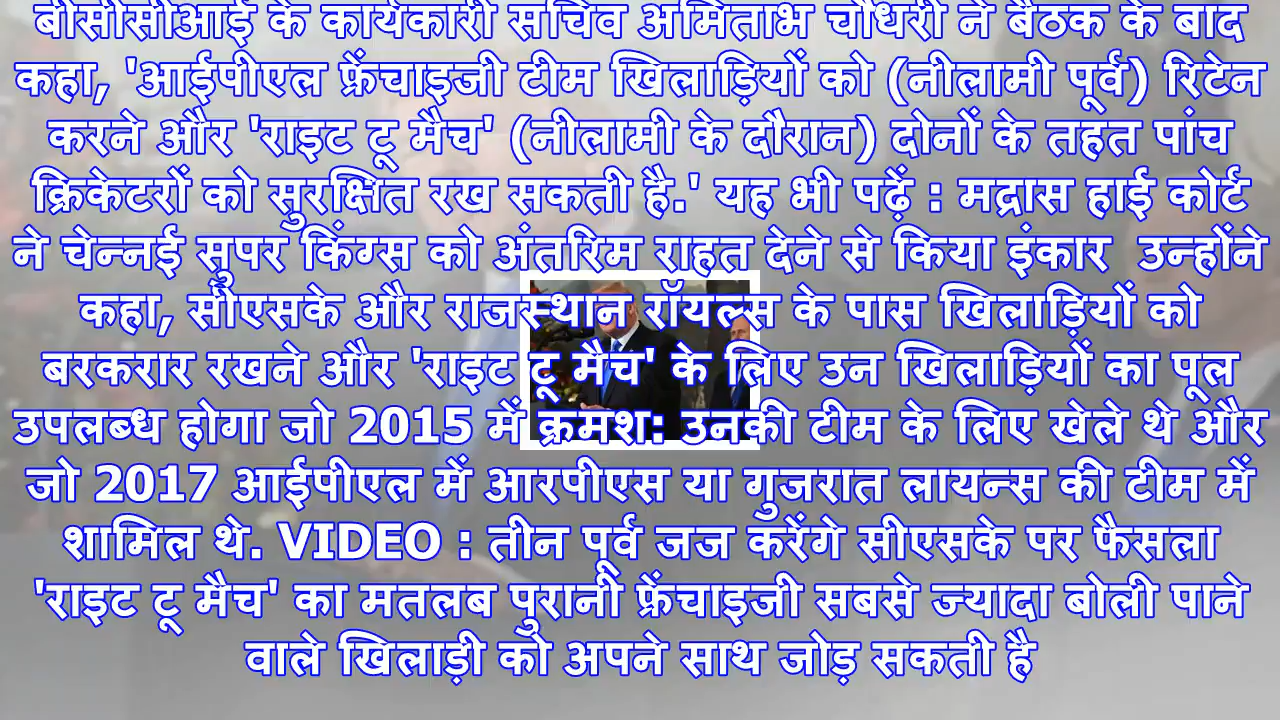 बीसीसीआई के कार्यकारी सचिव अमिताभ चौधरी ने बैठक के बाद
कहा, 'आईपीएल फ्रेंचाइजी टीम खिलाड़ियों को (नीलामी पूर्व) रिटेन
करने और 'राइट टू मैच' (नीलामी के दौरान) दोनों के तहत पांच
क्रिकेटरों को सुरक्षित रख सकती है.' यह भी पढ़ें : मद्रास हाई कोर्ट
ने चेन्नई सुपर किंग्स को अंतरिम राहत देने से किया इंकार  उन्होंने
कहा, सीएसके और राजस्थान रॉयल्स के पास खिलाड़ियों को
बरकरार रखने और 'राइट टू मैच' के लिए उन खिलाड़ियों का पूल
उपलब्ध होगा जो 2015 में क्रमश: उनकी टीम के लिए खेले थे और
जो 2017 आईपीएल में आरपीएस या गुजरात लायन्स की टीम में
शामिल थे. VIDEO : तीन पूर्व जज करेंगे सीएसके पर फैसला
'राइट टू मैच' का मतलब पुरानी फ्रेंचाइजी सबसे ज्यादा बोली पाने
वाले खिलाड़ी को अपने साथ जोड़ सकती है